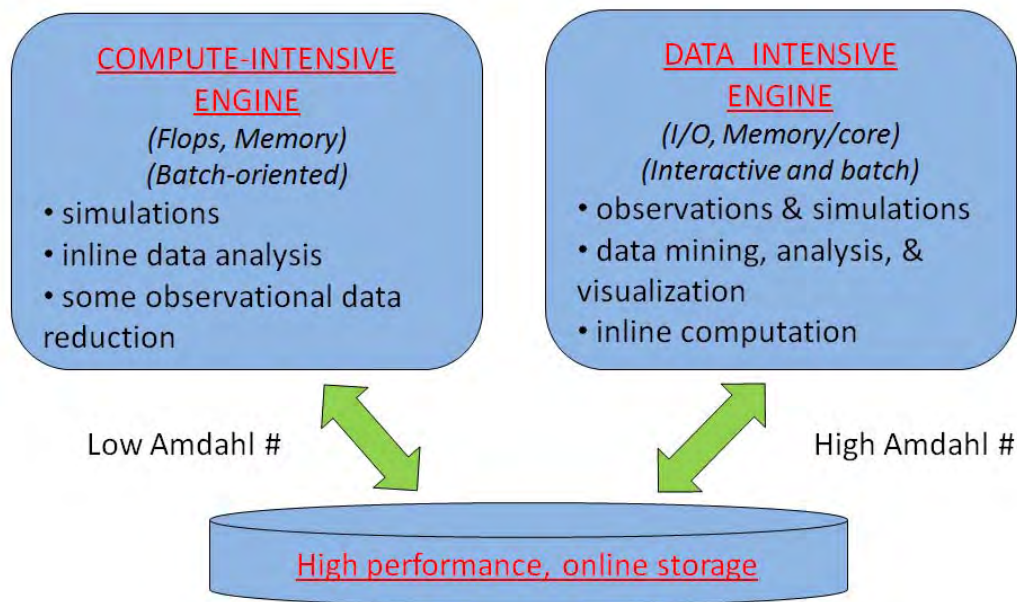 COMPUTE-INTENSIVE
ENGINE
(Flops, Memory)
(Batch-oriented)
• simulations
• inline data analysis
• some observational data
reduction
DATA INTENSIVE
ENGINE
(I/O, Memory/core)
(Interactive and batch)
• observations & simulations
• data mining, analysis, &
visualization
• inline computation
Low Amdahl #
High Amdahl #
High performance, online storage